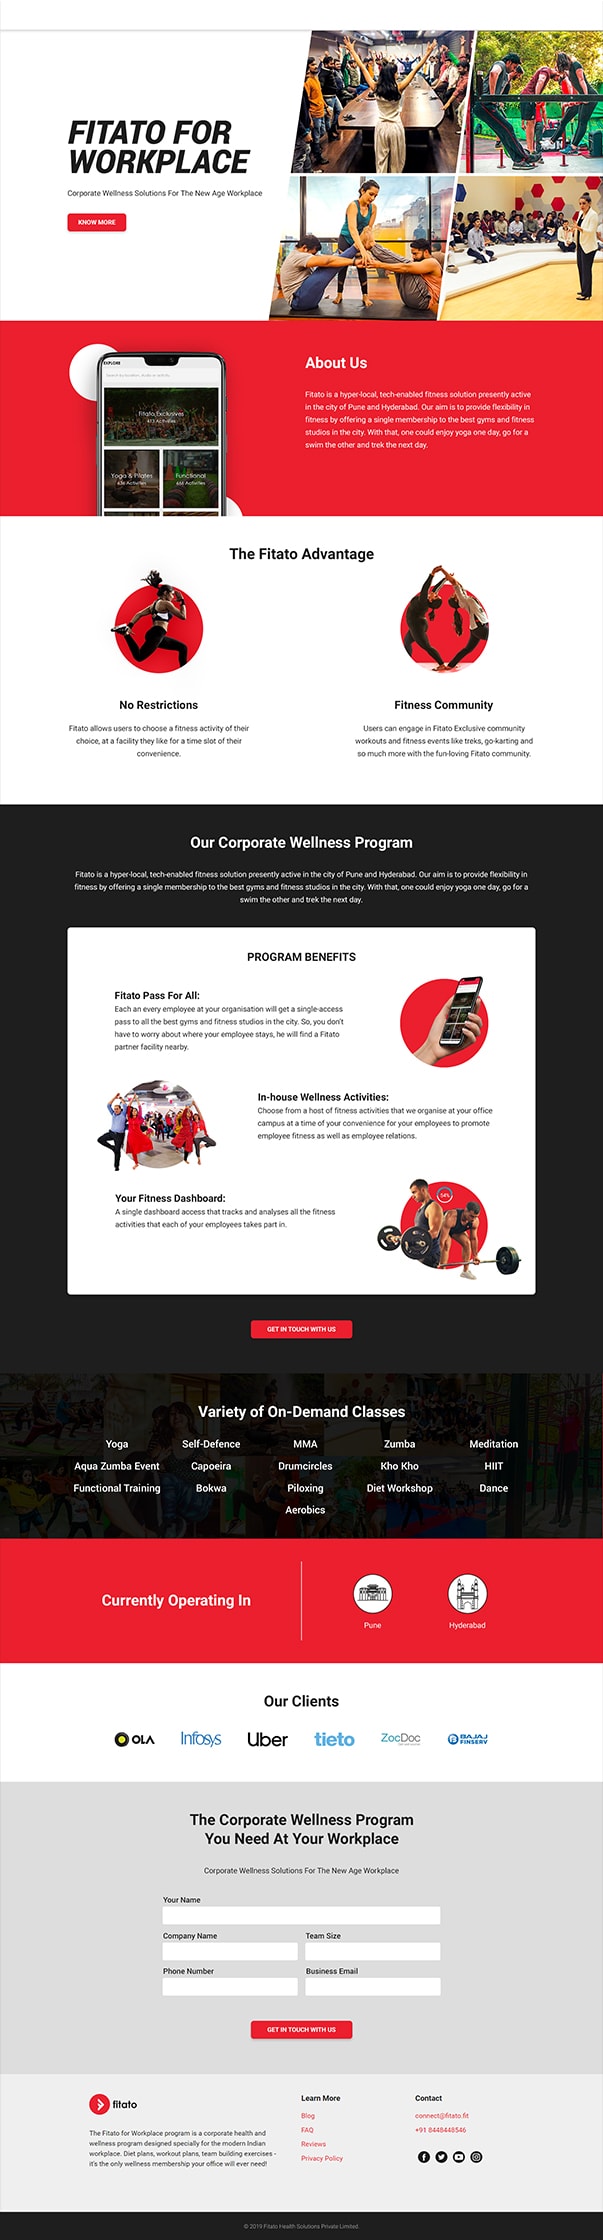 FITATO FOR
WORKPLACE
Corporate Wellness Solutions For The New Age Workplace
KNOW MORE
EXPLORE
Fitato Exclusives
Yoga & Pilates
Functional
About Us
Fitato is a hyper-local, tech-enabled fitness solution presently active
in the city of Pune and Hyderabad. Our aim is to provide flexibility in
fitness by offering a single membership to the best gyms and fitness
studios in the city. With that, one could enjoy yoga one day, go for a
swim the other and trek the next day.
The Fitato Advantage
No Restrictions
Fitato allows users to choose a fitness activity of their
choice, at a facility they like for a time slot of their
convenience.
Fitness Community
Users can engage in Fitato Exclusive community
workouts and fitness events like treks, go-karting and
so much more with the fun-loving Fitato community.
Our Corporate Wellness Program
Fitato is a hyper-local, tech-enabled fitness solution presently active in the city of Pune and Hyderabad. Our aim is to provide flexibility in
fitness by offering a single membership to the best gyms and fitness studios in the city. With that, one could enjoy yoga one day, go for a
swim the other and trek the next day.
PROGRAM BENEFITS
Fitato Pass For All:
Each an every employee at your organisation will get a single-access
pass to all the best gyms and fitness studios in the city. So, you don't
have to worry about where your employee stays, he will find a Fitato
partner facility nearby.
In-house Wellness Activities:
Choose from a host of fitness activities that we organise at your office
campus at a time of your convenience for your employees to promote
employee fitness as well as employee relations.
Your Fitness Dashboard:
A single dashboard access that tracks and analyses all the fitness
activities that each of your employees takes part in.
54%
GET IN TOUCH WITH US
Variety of On-Demand Classes
Yoga Self-Defence MMA Zumba Meditation
Aqua Zumba Event Capoeira Drumcircles Kho Kho HIIT
Functional Training Bokwa Piloxing Diet Workshop Dance
Aerobics
Currently Operating In
Pune
Hyderabad
Our Clients
OLA Infosys Uber tieto ZocDoc BAJAJ
FINSERV
The Corporate Wellness Program
You Need At Your Workplace
Corporate Wellness Solutions For The New Age Workplace
Your Name
Company Name Team Size
Phone Number Business Email
GET IN TOUCH WITH US
fitato
The Fitato for Workplace program is a corporate health and
wellness program designed specially for the modern Indian
workplace. Diet plans, workout plans, team building exercises -
it's the only wellness membership your office will ever need!
Learn More
Blog
FAQ
Reviews
Privacy Policy
Contact
connect@fitato.fit
+91 8448448546
© 2019 Fitato Health Solutions Private Limited.